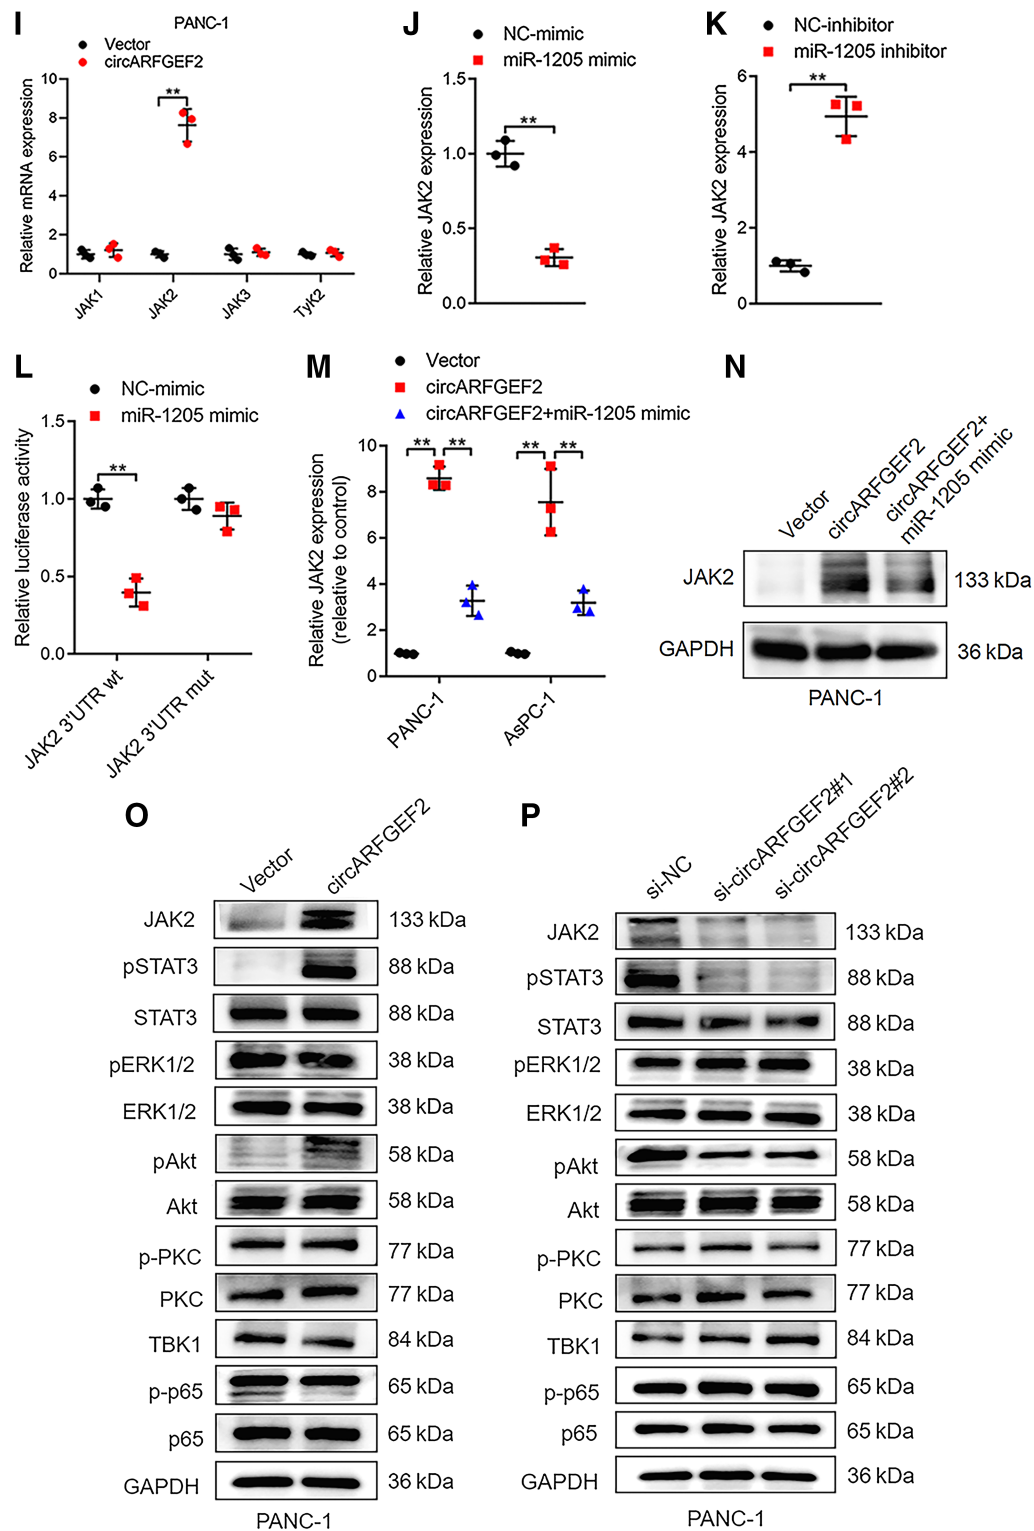 I
PANC-1
Vector
circARFGEF2
Relative mRNA expression
10
8
6
4
2
0
**
JAK1
JAK2
JAK3
TyK2
J
NC-mimic
miR-1205 mimic
Relative JAK2 expression
1.5
1.0
0.5
0.0
**
K
NC-inhibitor
miR-1205 inhibitor
Relative JAK2 expression
6
4
2
0
**
L
NC-mimic
miR-1205 mimic
Relative luciferase activity
1.5
1.0
0.5
0.0
**
JAK2 3'UTR wt
JAK2 3'UTR mut
M
Vector
circARFGEF2
circARFGEF2+miR-1205 mimic
Relative JAK2 expression
(releative to control)
10
8
6
4
2
0
** **
** **
PANC-1
AsPC-1
N
Vector
circARFGEF2
circARFGEF2+
miR-1205 mimic
JAK2 133 kDa
GAPDH 36 kDa
PANC-1
O
Vector
circARFGEF2
JAK2 133 kDa
pSTAT3 88 kDa
STAT3 88 kDa
pERK1/2 38 kDa
ERK1/2 38 kDa
pAkt 58 kDa
Akt 58 kDa
p-PKC 77 kDa
PKC 77 kDa
TBK1 84 kDa
p-p65 65 kDa
p65 65 kDa
GAPDH 36 kDa
PANC-1
P
si-NC
si-circARFGEF2#1
si-circARFGEF2#2
JAK2 133 kDa
pSTAT3 88 kDa
STAT3 88 kDa
pERK1/2 38 kDa
ERK1/2 38 kDa
pAkt 58 kDa
Akt 58 kDa
p-PKC 77 kDa
PKC 77 kDa
TBK1 84 kDa
p-p65 65 kDa
p65 65 kDa
GAPDH 36 kDa
PANC-1